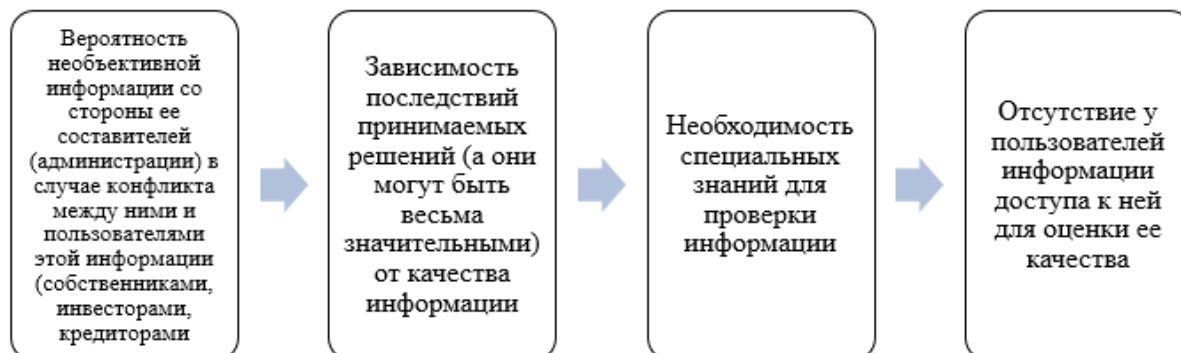 Вероятность
необъективной
информации со
стороны ее
составителей
(администрации) в
случае конфликта
между ними и
пользователями
этой информации
(собственниками,
инвесторами,
кредиторами
Зависимость
последствий
принимаемых
решений (а они
могут быть
весьма
значительными)
от качества
информации
Необходимость
специальных
знаний для
проверки
информации
Отсутствие у
пользователей
информации
доступа к ней
для оценки ее
качества